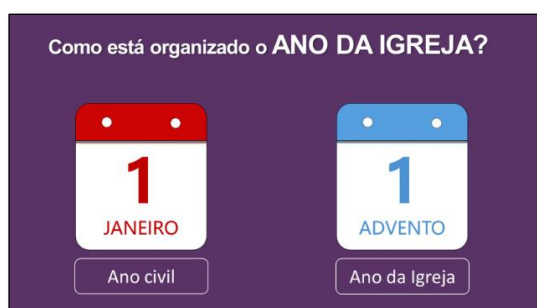 Como está organizado o ANO DA IGREJA?
1
JANEIRO
Ano civil
1
ADVENTO
Ano da Igreja